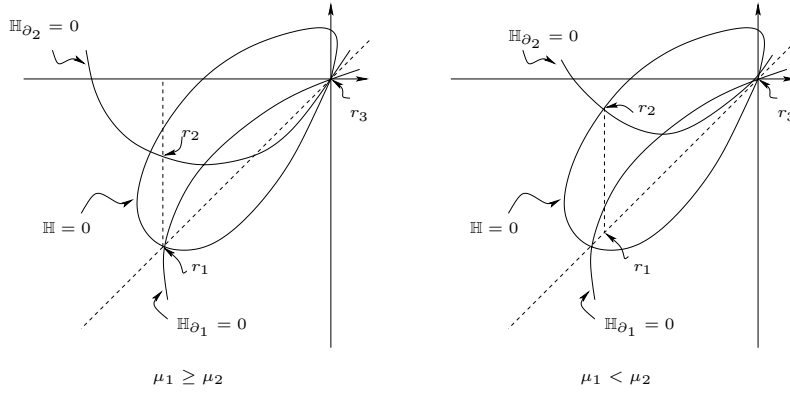 ℍ∂₂ = 0
r₃
r₂
ℍ = 0
r₁
ℍ∂₁ = 0
μ₁ ≥ μ₂
ℍ∂₂ = 0
r₂
r₃
ℍ = 0
r₁
ℍ∂₁ = 0
μ₁ < μ₂